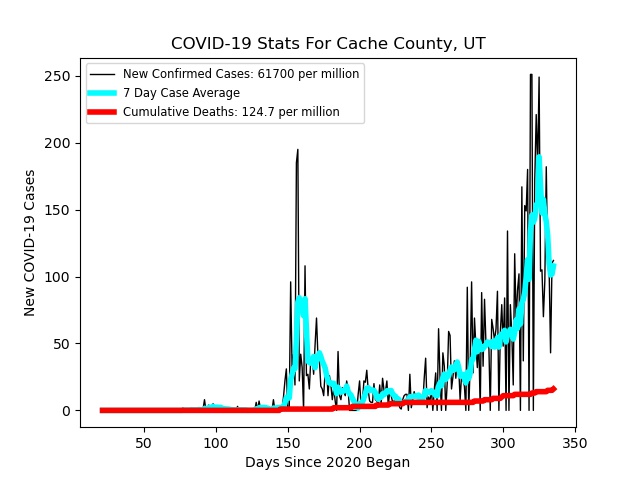 COVID-19 Stats For Cache County, UT
New Confirmed Cases: 61700 per million
7 Day Case Average
Cumulative Deaths: 124.7 per million
New COVID-19 Cases
250
200
150
100
50
0
50 100 150 200 250 300 350
Days Since 2020 Began